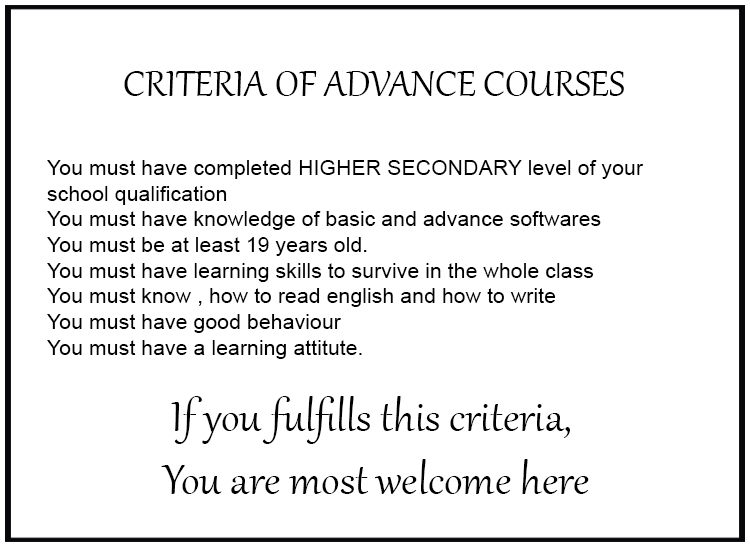 CRITERIA OF ADVANCE COURSES
You must have completed HIGHER SECONDARY level of your
school qualification
You must have knowledge of basic and advance softwares
You must be at least 19 years old.
You must have learning skills to survive in the whole class
You must know , how to read english and how to write
You must have good behaviour
You must have a learning attitute.
If you fulfills this criteria,
You are most welcome here